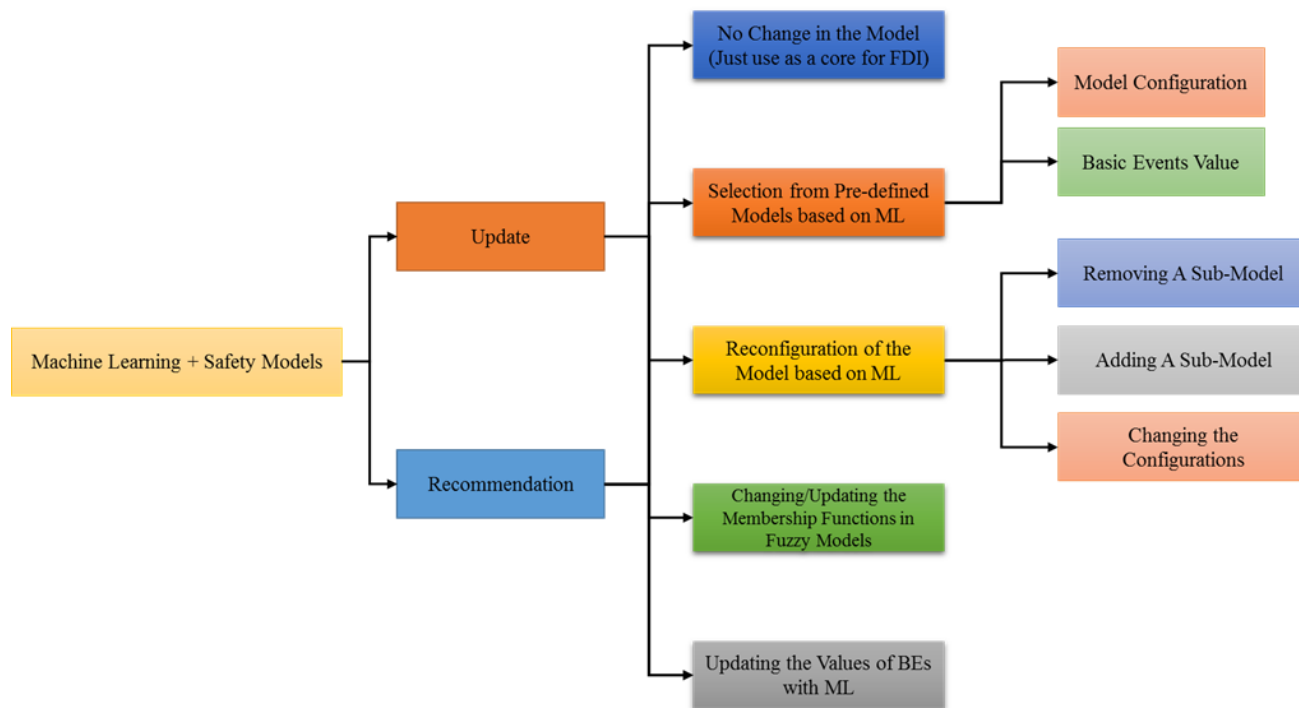 Machine Learning + Safety Models
Update
Recommendation
No Change in the Model
(Just use as a core for FDI)
Selection from Pre-defined
Models based on ML
Reconfiguration of the
Model based on ML
Changing/Updating the
Membership Functions in
Fuzzy Models
Updating the Values of BEs
with ML
Model Configuration
Basic Events Value
Removing A Sub-Model
Adding A Sub-Model
Changing the
Configurations